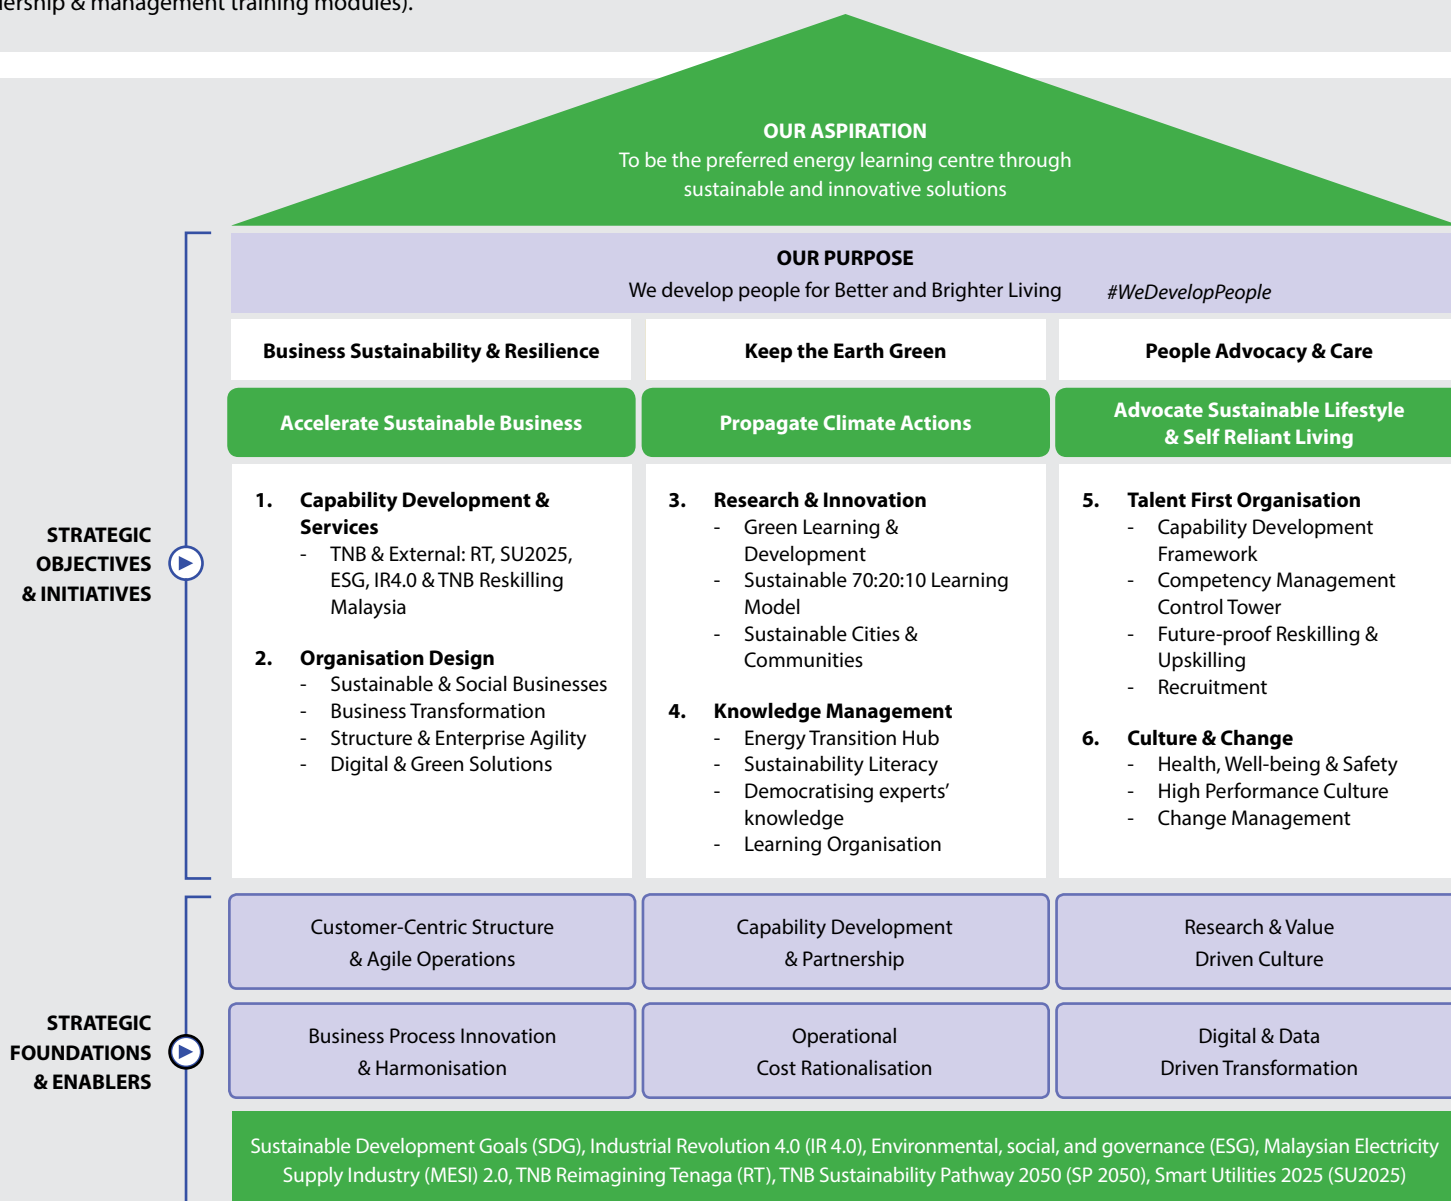 & management training modules).
OUR ASPIRATION
To be the preferred energy learning centre through
sustainable and innovative solutions
OUR PURPOSE
We develop people for Better and Brighter Living #WeDevelopPeople
Business Sustainability & Resilience
Keep the Earth Green
People Advocacy & Care
Accelerate Sustainable Business
Propagate Climate Actions
Advocate Sustainable Lifestyle
& Self Reliant Living
STRATEGIC
OBJECTIVES
& INITIATIVES
1. Capability Development &
Services
- TNB & External: RT, SU2025,
ESG, IR4.0 & TNB Reskilling
Malaysia
2. Organisation Design
- Sustainable & Social Businesses
- Business Transformation
- Structure & Enterprise Agility
- Digital & Green Solutions
3. Research & Innovation
- Green Learning &
Development
- Sustainable 70:20:10 Learning
Model
- Sustainable Cities &
Communities
4. Knowledge Management
- Energy Transition Hub
- Sustainability Literacy
- Democratising experts’
knowledge
- Learning Organisation
5. Talent First Organisation
- Capability Development
Framework
- Competency Management
Control Tower
- Future-proof Reskilling &
Upskilling
- Recruitment
6. Culture & Change
- Health, Well-being & Safety
- High Performance Culture
- Change Management
STRATEGIC
FOUNDATIONS
& ENABLERS
Customer-Centric Structure
& Agile Operations
Capability Development
& Partnership
Research & Value
Driven Culture
Business Process Innovation
& Harmonisation
Operational
Cost Rationalisation
Digital & Data
Driven Transformation
Sustainable Development Goals (SDG), Industrial Revolution 4.0 (IR 4.0), Environmental, social, and governance (ESG), Malaysian Electricity
Supply Industry (MESI) 2.0, TNB Reimagining Tenaga (RT), TNB Sustainability Pathway 2050 (SP 2050), Smart Utilities 2025 (SU2025)